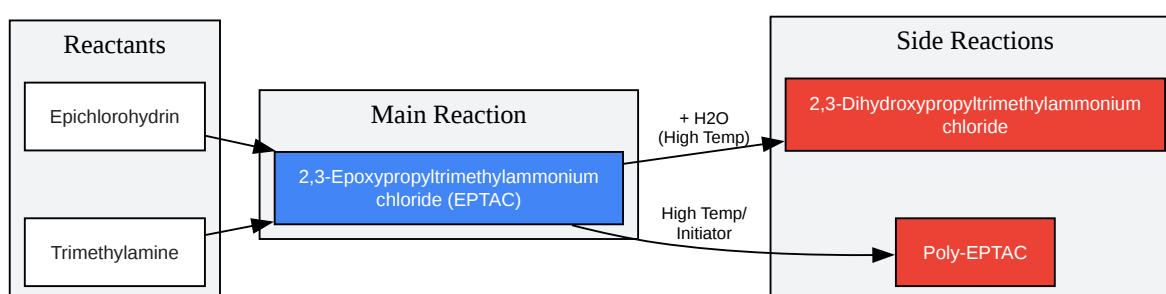 Reactants
Epichlorohydrin
Trimethylamine
Main Reaction
2,3-Epoxypropyltrimethylammonium
chloride (EPTAC)
+ H2O
(High Temp)
High Temp/
Initiator
Side Reactions
2,3-Dihydroxypropyltrimethylammonium
chloride
Poly-EPTAC